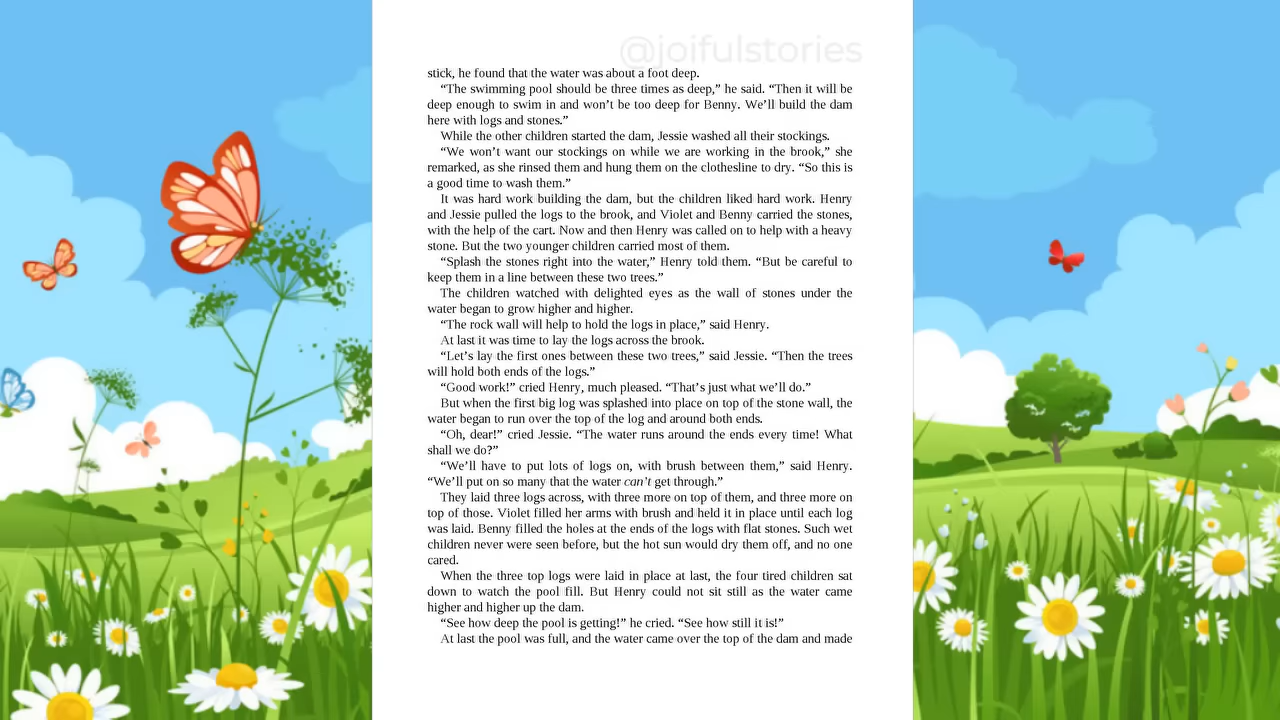 @joifulstories
stick, he found that the water was about a foot deep.
“The swimming pool should be three times as deep,” he said. “Then it will be
deep enough to swim in and won’t be too deep for Benny. We’ll build the dam
here with logs and stones.”
While the other children started the dam, Jessie washed all their stockings.
“We won’t want our stockings on while we are working in the brook,” she
remarked, as she rinsed them and hung them on the clothesline to dry. “So this is
a good time to wash them.”
It was hard work building the dam, but the children liked hard work. Henry
and Jessie pulled the logs to the brook, and Violet and Benny carried the stones,
with the help of the cart. Now and then Henry was called on to help with a heavy
stone. But the two younger children carried most of them.
“Splash the stones right into the water,” Henry told them. “But be careful to
keep them in a line between these two trees.”
The children watched with delighted eyes as the wall of stones under the
water began to grow higher and higher.
“The rock wall will help to hold the logs in place,” said Henry.
At last it was time to lay the logs across the brook.
“Let’s lay the first ones between these two trees,” said Jessie. “Then the trees
will hold both ends of the logs.”
“Good work!” cried Henry, much pleased. “That’s just what we’ll do.”
But when the first big log was splashed into place on top of the stone wall, the
water began to run over the top of the log and around both ends.
“Oh, dear!” cried Jessie. “The water runs around the ends every time! What
shall we do?”
“We’ll have to put lots of logs on, with brush between them,” said Henry.
“We’ll put on so many that the water can’t get through.”
They laid three logs across, with three more on top of them, and three more on
top of those. Violet filled her arms with brush and held it in place until each log
was laid. Benny filled the holes at the ends of the logs with flat stones. Such wet
children never were seen before, but the hot sun would dry them off, and no one
cared.
When the three top logs were laid in place at last, the four tired children sat
down to watch the pool fill. But Henry could not sit still as the water came
higher and higher up the dam.
“See how deep the pool is getting!” he cried. “See how still it is!”
At last the pool was full, and the water came over the top of the dam and made